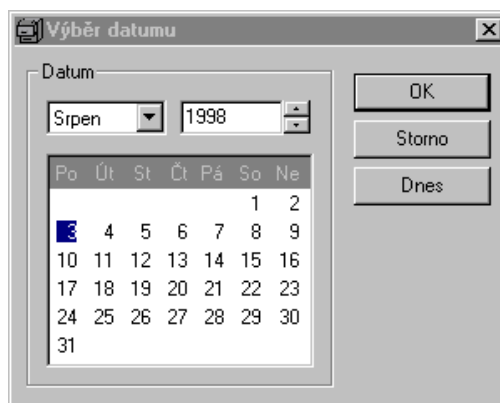 Výběr datumu
Datum
Srpen 1998
Po Út St Čt Pá So Ne
1 2
3 4 5 6 7 8 9
10 11 12 13 14 15 16
17 18 19 20 21 22 23
24 25 26 27 28 29 30
31
OK
Storno
Dnes